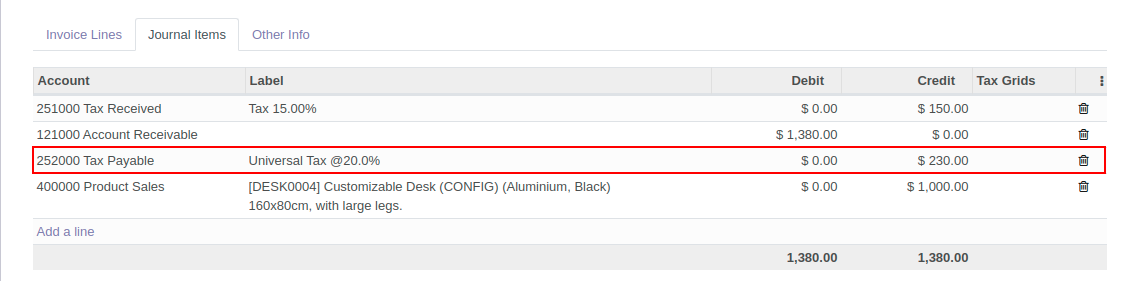 Invoice Lines Journal Items Other Info
Account Label Debit Credit Tax Grids
251000 Tax Received Tax 15.00% $ 0.00 $ 150.00
121000 Account Receivable $ 1,380.00 $ 0.00
252000 Tax Payable Universal Tax @20.0% $ 0.00 $ 230.00
400000 Product Sales [DESK0004] Customizable Desk (CONFIG) (Aluminium, Black) $ 0.00 $ 1,000.00
160x80cm, with large legs.
Add a line
1,380.00 1,380.00